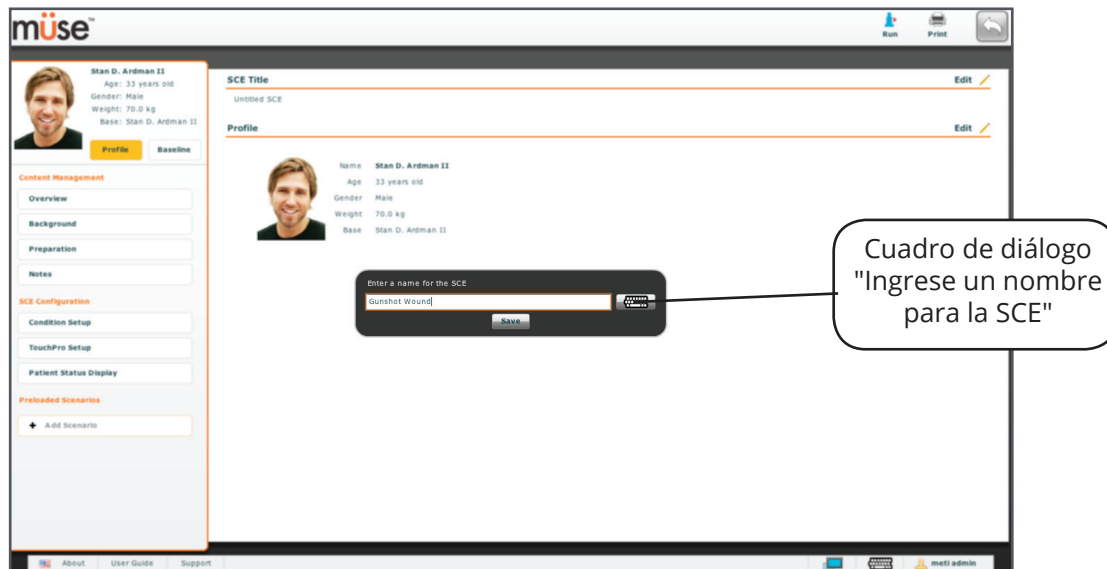 müse™
Run
Print
Stan D. Ardman II
Age: 33 years old
Gender: Male
Weight: 70.0 kg
Base: Stan D. Ardman II
Profile
Baseline
Content Management
Overview
Background
Preparation
Notes
SCE Configuration
Condition Setup
TouchPro Setup
Patient Status Display
Preloaded Scenarios
Add Scenario
SCE Title
Edit
Untitled SCE
Profile
Edit
Name Stan D. Ardman II
Age 33 years old
Gender Male
Weight 70.0 kg
Base Stan D. Ardman II
Enter a name for the SCE
Gunshot Wound
Save
Cuadro de diálogo
"Ingrese un nombre
para la SCE"
About
User Guide
Support
meti admin